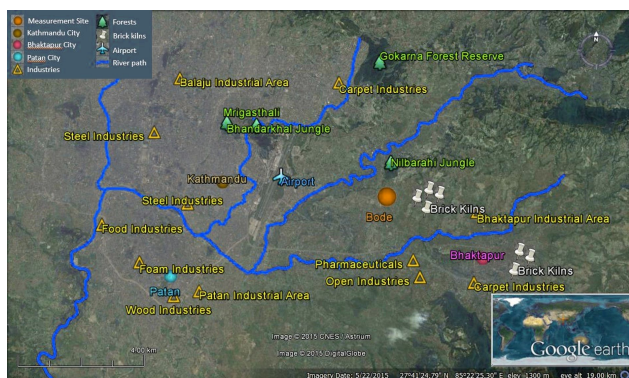 Measurement Site
Forests
Kathmandu City
Brick kilns
Bhaktapur City
Airport
Patan City
River path
Industries
N
Gokarna Forest Reserve
Balaju Industrial Area
Carpet Industries
Mrigasthali
Bhandarkhal Jungle
Steel Industries
Nilbarahi Jungle
Kathmandu
Airport
Steel Industries
Bode
Brick Kilns
Bhaktapur Industrial Area
Food Industries
Bhaktapur
Foam Industries
Pharmaceuticals
Brick Kilns
Patan
Open Industries
Carpet Industries
Patan Industrial Area
Wood Industries
Image © 2015 CNES / Astrium
Image © 2015 DigitalGlobe
4.00 km
Google earth
Imagery Date: 5/22/2015 27°41'24.79" N 85°22'25.30" E elev 1300 m eye alt 19.00 km